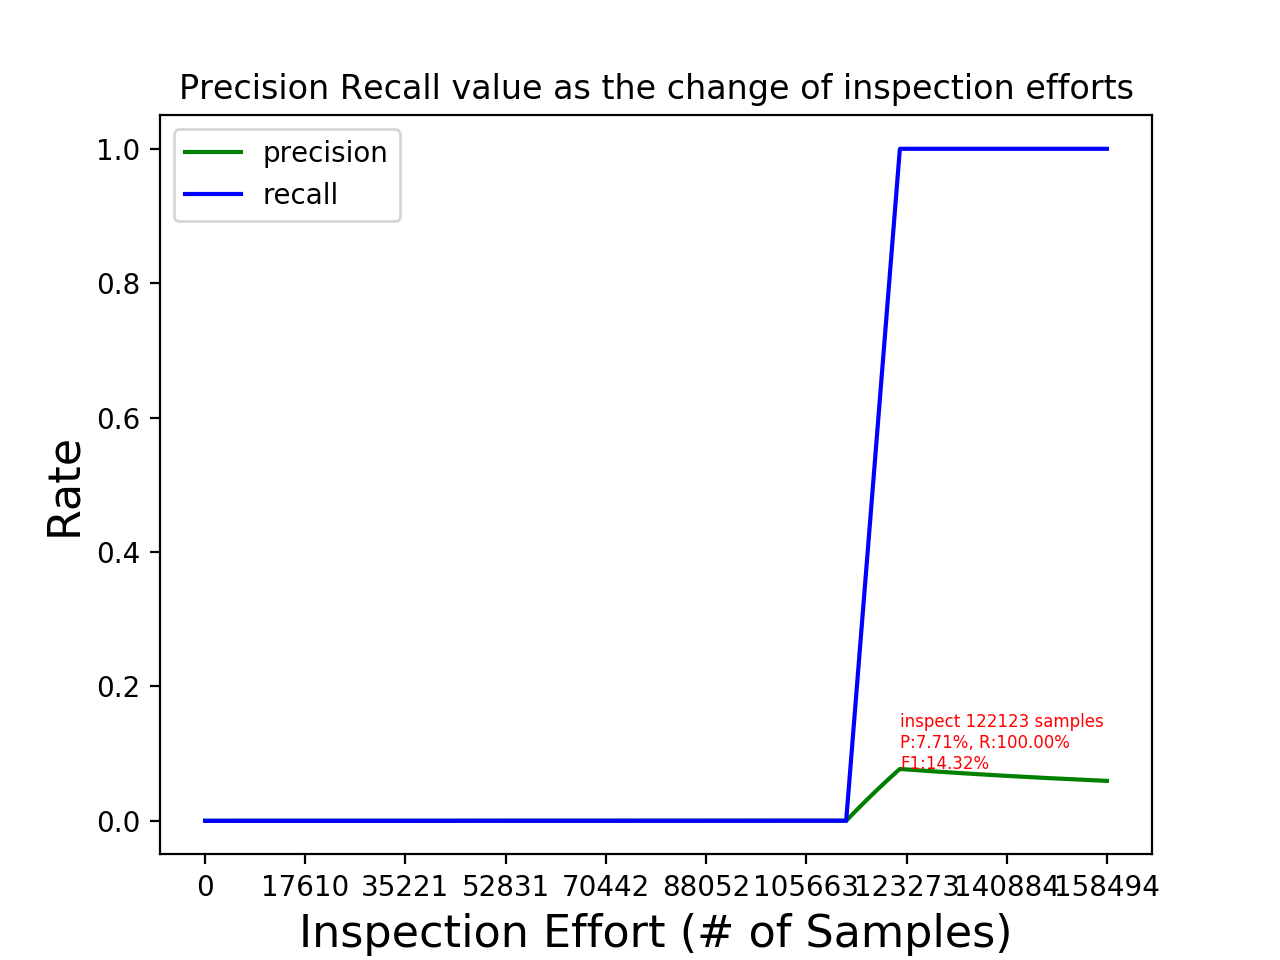 Precision Recall value as the change of inspection efforts
precision
recall
1.0
0.8
0.6
0.4
0.2
0.0
Rate
inspect 122123 samples
P:7.71%, R:100.00%
F1:14.32%
0 17610 35221 52831 70442 88052 105663 123273 140884 158494
Inspection Effort (# of Samples)